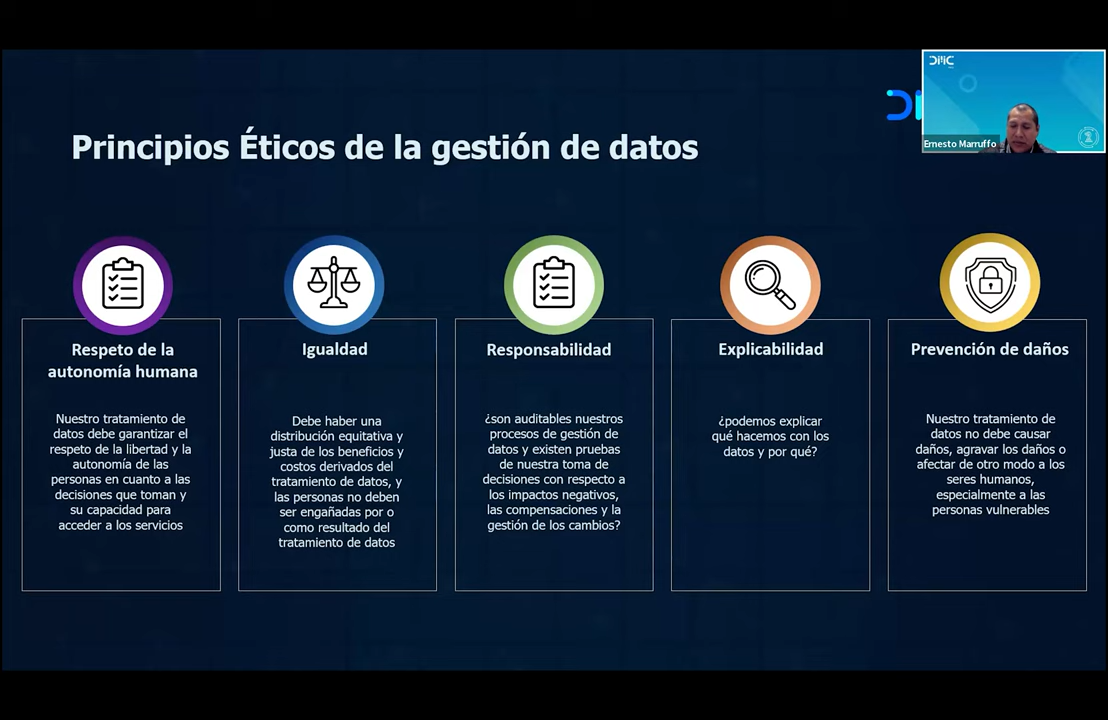 DMC
Ernesto Marruffo
Principios Éticos de la gestión de datos
Respeto de la
autonomía humana
Nuestro tratamiento de
datos debe garantizar el
respeto de la libertad y la
autonomía de las
personas en cuanto a las
decisiones que toman y
su capacidad para
acceder a los servicios
Igualdad
Debe haber una
distribución equitativa y
justa de los beneficios y
costos derivados del
tratamiento de datos, y
las personas no deben
ser engañadas por o
como resultado del
tratamiento de datos
Responsabilidad
¿son auditables nuestros
procesos de gestión de
datos y existen pruebas
de nuestra toma de
decisiones con respecto a
los impactos negativos,
las compensaciones y la
gestión de los cambios?
Explicabilidad
¿podemos explicar
qué hacemos con los
datos y por qué?
Prevención de daños
Nuestro tratamiento de
datos no debe causar
daños, agravar los daños o
afectar de otro modo a los
seres humanos,
especialmente a las
personas vulnerables